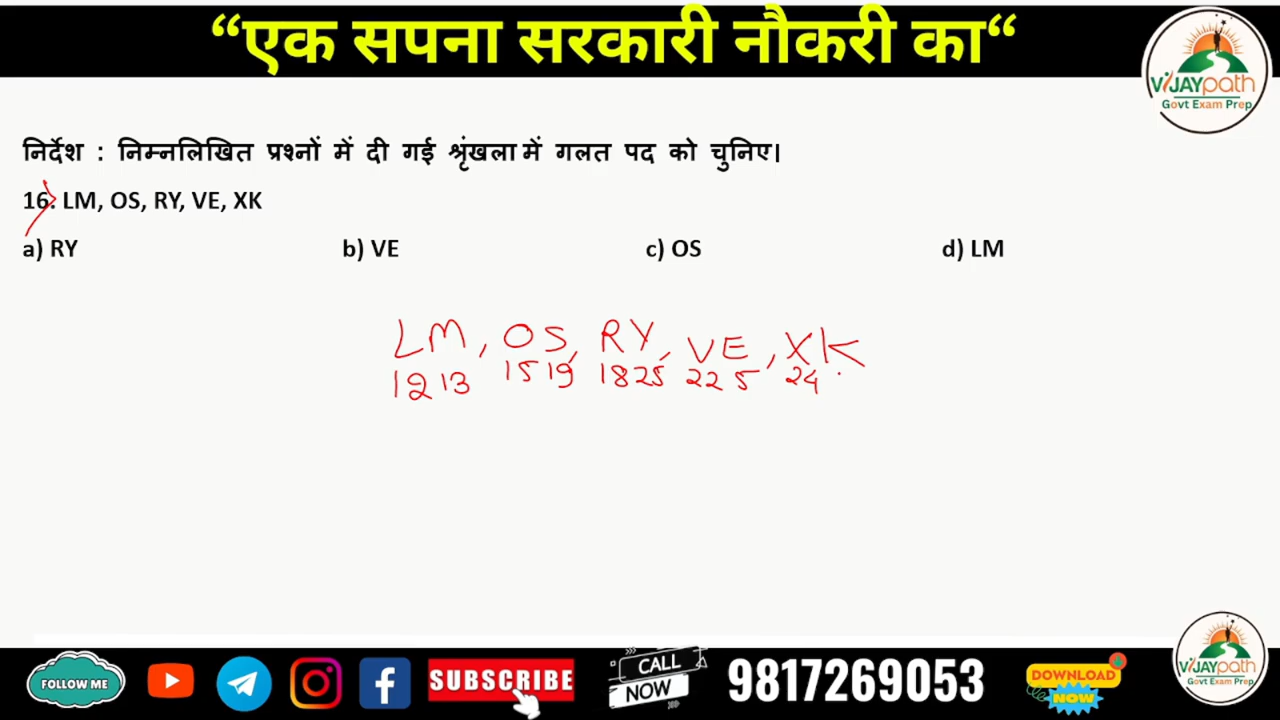 “एक सपना सरकारी नौकरी का“
VIJAYpath
Govt Exam Prep
निर्देश : निम्नलिखित प्रश्नों में दी गई श्रृंखला में गलत पद को चुनिए।
16. LM, OS, RY, VE, XK
a) RY b) VE c) OS d) LM
LM, OS, RY, VE, XK
12 13 15 19 18 25 22 5 24
VIJAYpath
Govt Exam Prep
FOLLOW ME
SUBSCRIBE
CALL
NOW
9817269053
DOWNLOAD
NOW